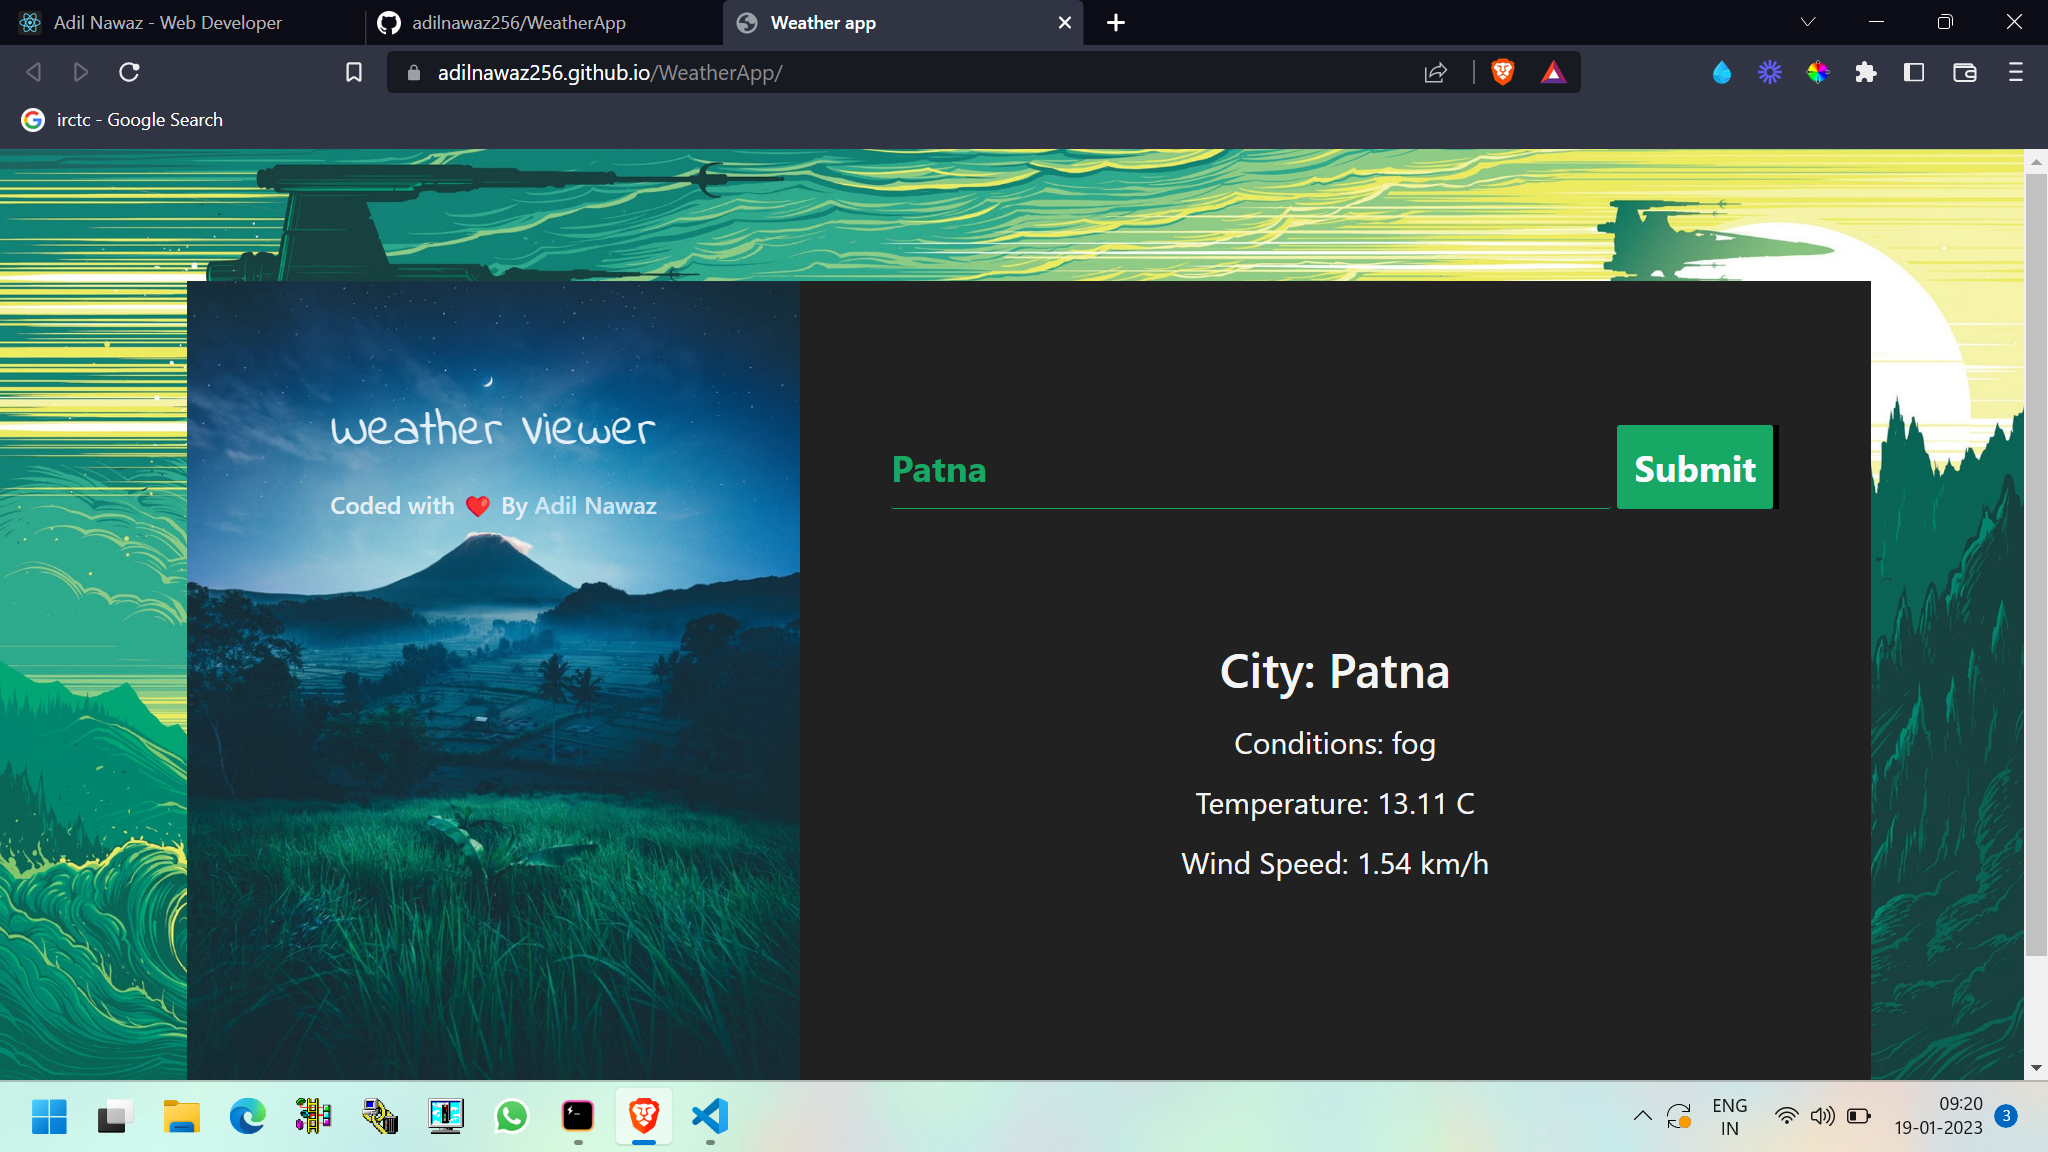 Adil Nawaz - Web Developer
adilnawaz256/WeatherApp
Weather app
adilnawaz256.github.io/WeatherApp/
irctc - Google Search
weather viewer
Coded with ❤️ By Adil Nawaz
Patna
Submit
City: Patna
Conditions: fog
Temperature: 13.11 C
Wind Speed: 1.54 km/h
ENG
IN
09:20
19-01-2023
3